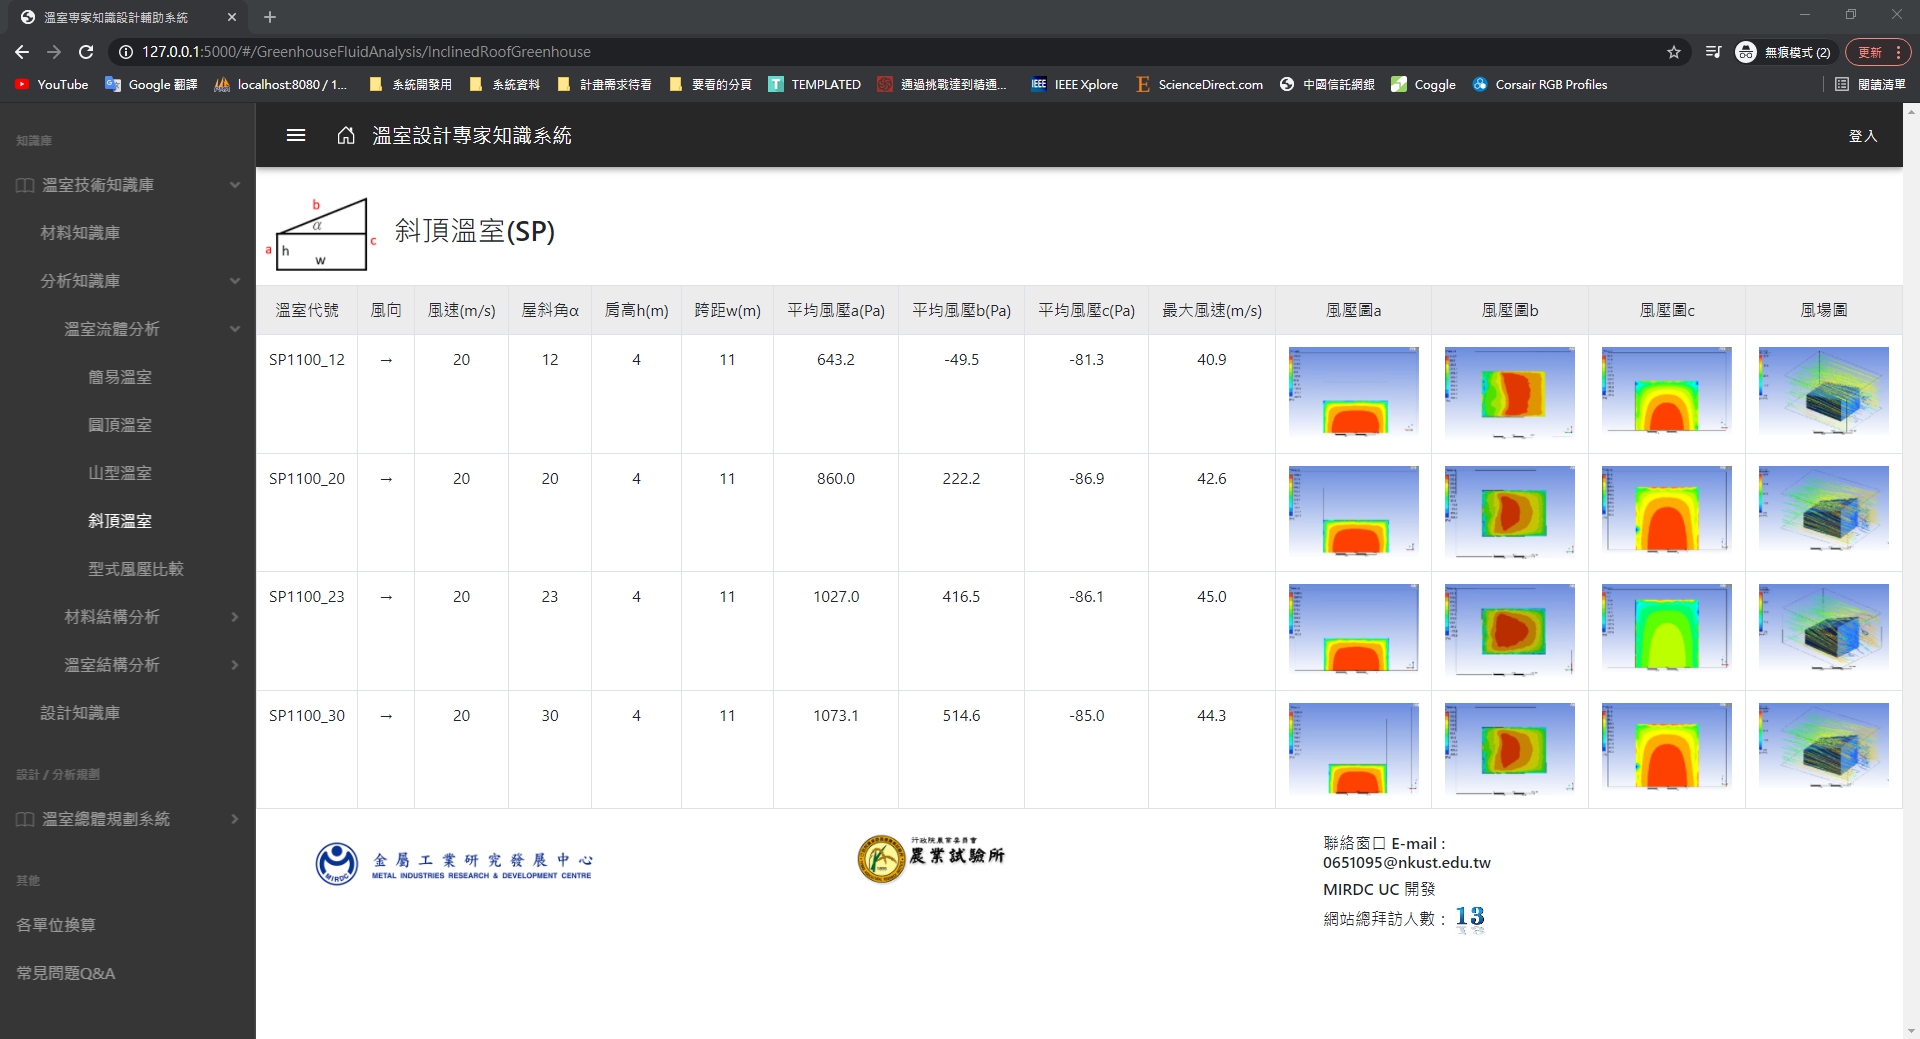 溫室專家知識設計輔助系統
127.0.0.1:5000/#/GreenhouseFluidAnalysis/InclinedRoofGreenhouse
無痕模式 (2)
更新
YouTube
Google 翻譯
localhost:8080 / 1...
系統開發用
系統資料
計畫需求待看
要看的分頁
TEMPLATED
通過挑戰達到精通...
IEEE Xplore
ScienceDirect.com
中國信託網銀
Coggle
Corsair RGB Profiles
閱讀清單
知識庫
溫室技術知識庫
材料知識庫
分析知識庫
溫室流體分析
簡易溫室
圓頂溫室
山型溫室
斜頂溫室
型式風壓比較
材料結構分析
溫室結構分析
設計知識庫
設計 / 分析規劃
溫室總體規劃系統
其他
各單位換算
常見問題Q&A
溫室設計專家知識系統
登入
b
α
a h c
w
斜頂溫室(SP)
溫室代號 風向 風速(m/s) 屋斜角α 肩高h(m) 跨距w(m) 平均風壓a(Pa) 平均風壓b(Pa) 平均風壓c(Pa) 最大風速(m/s) 風壓圖a 風壓圖b 風壓圖c 風場圖
SP1100_12 → 20 12 4 11 643.2 -49.5 -81.3 40.9
SP1100_20 → 20 20 4 11 860.0 222.2 -86.9 42.6
SP1100_23 → 20 23 4 11 1027.0 416.5 -86.1 45.0
SP1100_30 → 20 30 4 11 1073.1 514.6 -85.0 44.3
MIRDC
金屬工業研究發展中心
METAL INDUSTRIES RESEARCH & DEVELOPMENT CENTRE
行政院農業委員會
農業試驗所
聯絡窗口 E-mail :
0651095@nkust.edu.tw
MIRDC UC 開發
網站總拜訪人數： 13